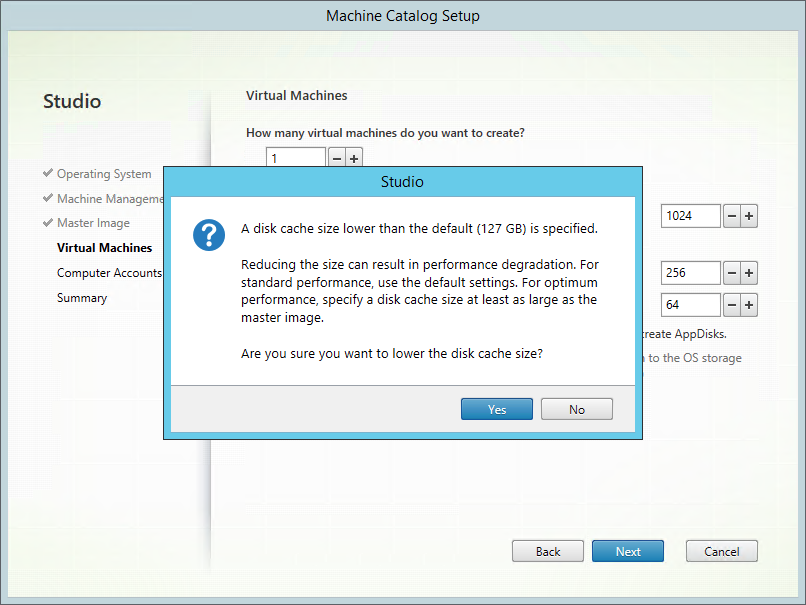 Machine Catalog Setup
Studio
Operating System
Machine Manageme
Master Image
Virtual Machines
Computer Accounts
Summary
Virtual Machines
How many virtual machines do you want to create?
1 − +
1024 − +
256 − +
64 − +
create AppDisks.
n to the OS storage
Studio
?
A disk cache size lower than the default (127 GB) is specified.
Reducing the size can result in performance degradation. For
standard performance, use the default settings. For optimum
performance, specify a disk cache size at least as large as the
master image.
Are you sure you want to lower the disk cache size?
Yes No
Back Next Cancel